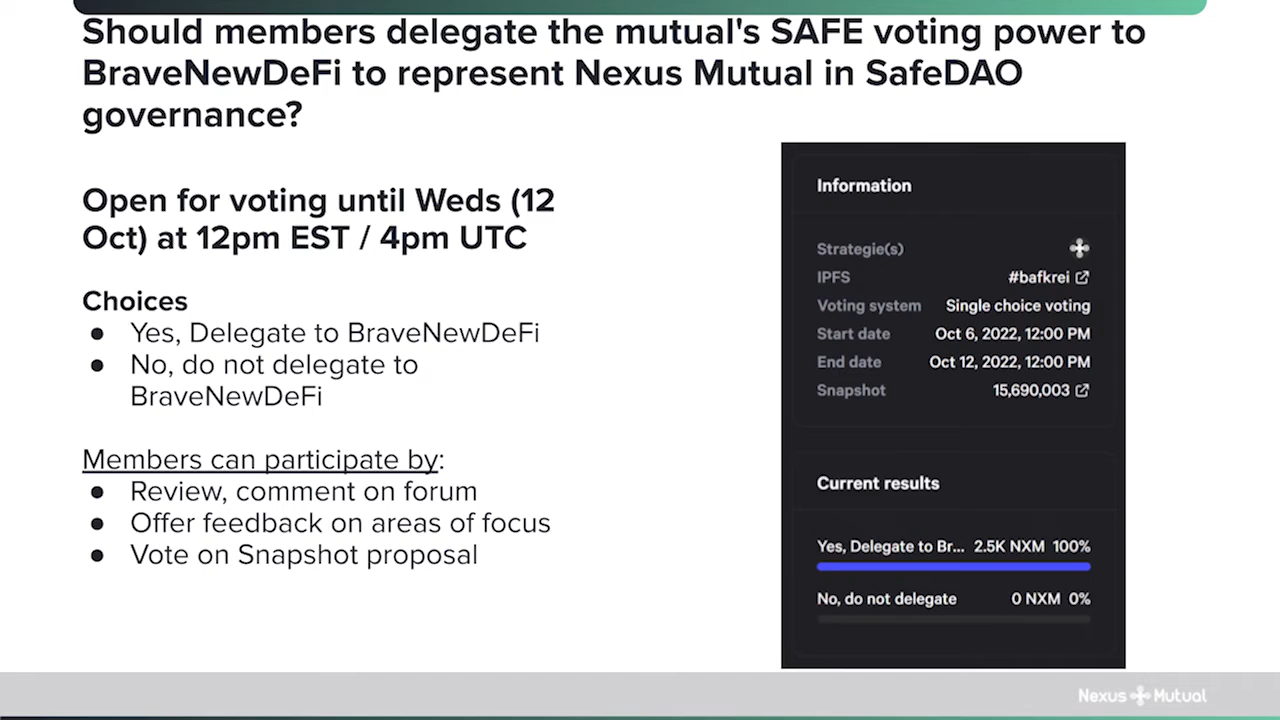 Should members delegate the mutual's SAFE voting power to
BraveNewDeFi to represent Nexus Mutual in SafeDAO
governance?
Open for voting until Weds (12
Oct) at 12pm EST / 4pm UTC
Choices
● Yes, Delegate to BraveNewDeFi
● No, do not delegate to
BraveNewDeFi
Members can participate by:
● Review, comment on forum
● Offer feedback on areas of focus
● Vote on Snapshot proposal
Information
Strategie(s)
IPFS #bafkrei
Voting system Single choice voting
Start date Oct 6, 2022, 12:00 PM
End date Oct 12, 2022, 12:00 PM
Snapshot 15,690,003
Current results
Yes, Delegate to Br... 2.5K NXM 100%
No, do not delegate 0 NXM 0%
Nexus Mutual